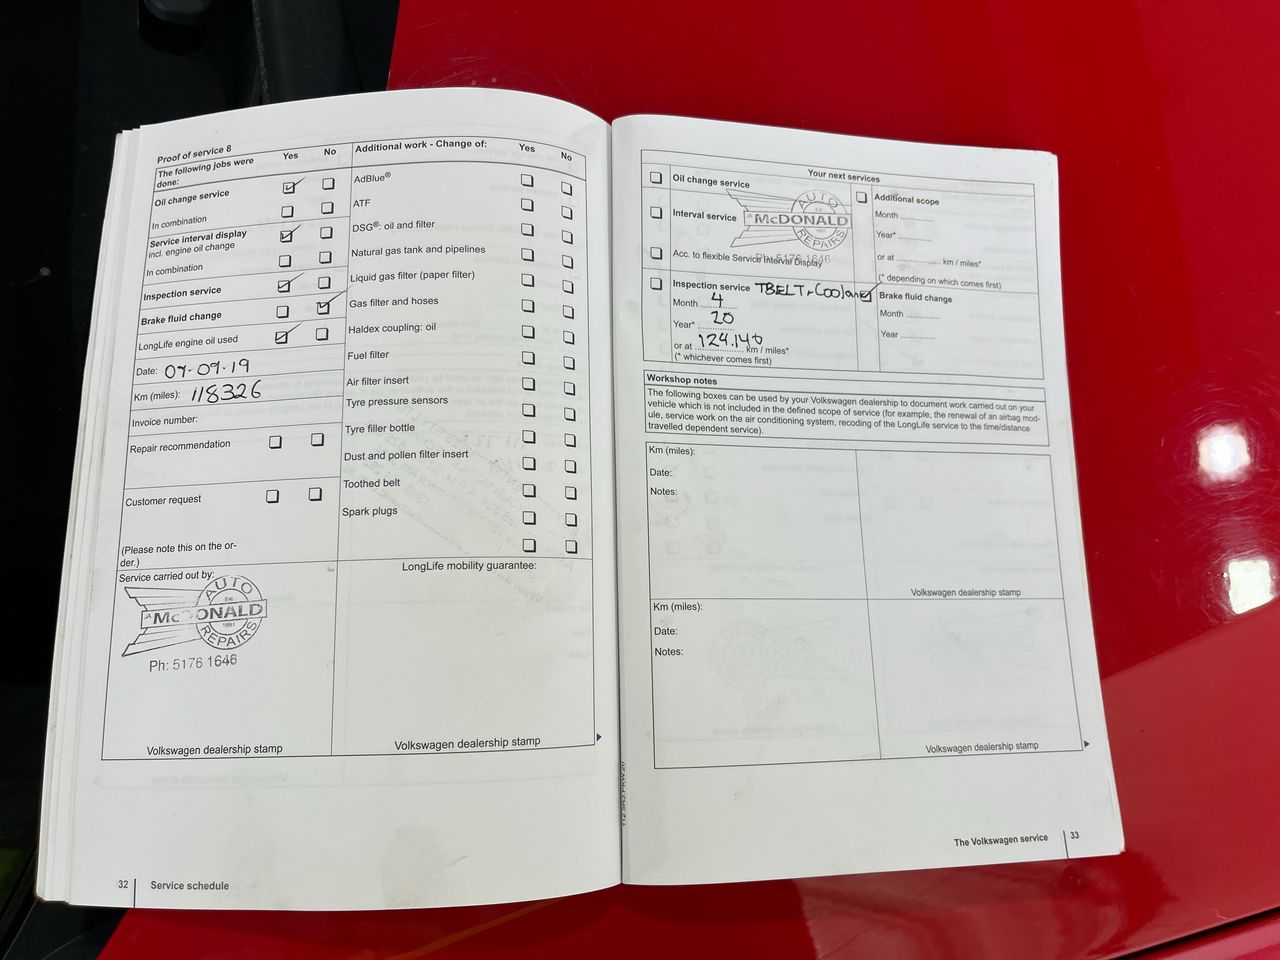 Proof of service 8
The following jobs were done:
Yes
No
Oil change service
In combination
Service interval display
incl. engine oil change
In combination
Inspection service
Brake fluid change
LongLife engine oil used
Date: 07-09-19
Km (miles): 118326
Invoice number:
Repair recommendation
Customer request
(Please note this on the or-
der.)
Additional work - Change of:
Yes
No
AdBlue®
ATF
DSG®: oil and filter
Natural gas tank and pipelines
Liquid gas filter (paper filter)
Gas filter and hoses
Haldex coupling: oil
Fuel filter
Air filter insert
Tyre pressure sensors
Tyre filler bottle
Dust and pollen filter insert
Toothed belt
Spark plugs
Service carried out by:
AUTO
Est
McDONALD
1991
REPAIRS
Ph: 5176 1646
Volkswagen dealership stamp
LongLife mobility guarantee:
Volkswagen dealership stamp
32
Service schedule
Your next services
Oil change service
Interval service
Acc. to flexible Service Interval Display
AUTO
McDONALD
1991
REPAIRS
Ph: 5176 1646
Inspection service TBELT + Coolant
Month 4
Year* 20
or at 124.140 km / miles*
(* whichever comes first)
Additional scope
Month ............
Year* ............
or at ................ km / miles*
(* depending on which comes first)
Brake fluid change
Month ............
Year ............
Workshop notes
The following boxes can be used by your Volkswagen dealership to document work carried out on your
vehicle which is not included in the defined scope of service (for example, the renewal of an airbag mod-
ule, service work on the air conditioning system, recoding of the LongLife service to the time/distance
travelled dependent service).
Km (miles):
Date:
Notes:
Volkswagen dealership stamp
Km (miles):
Date:
Notes:
Volkswagen dealership stamp
The Volkswagen service
33